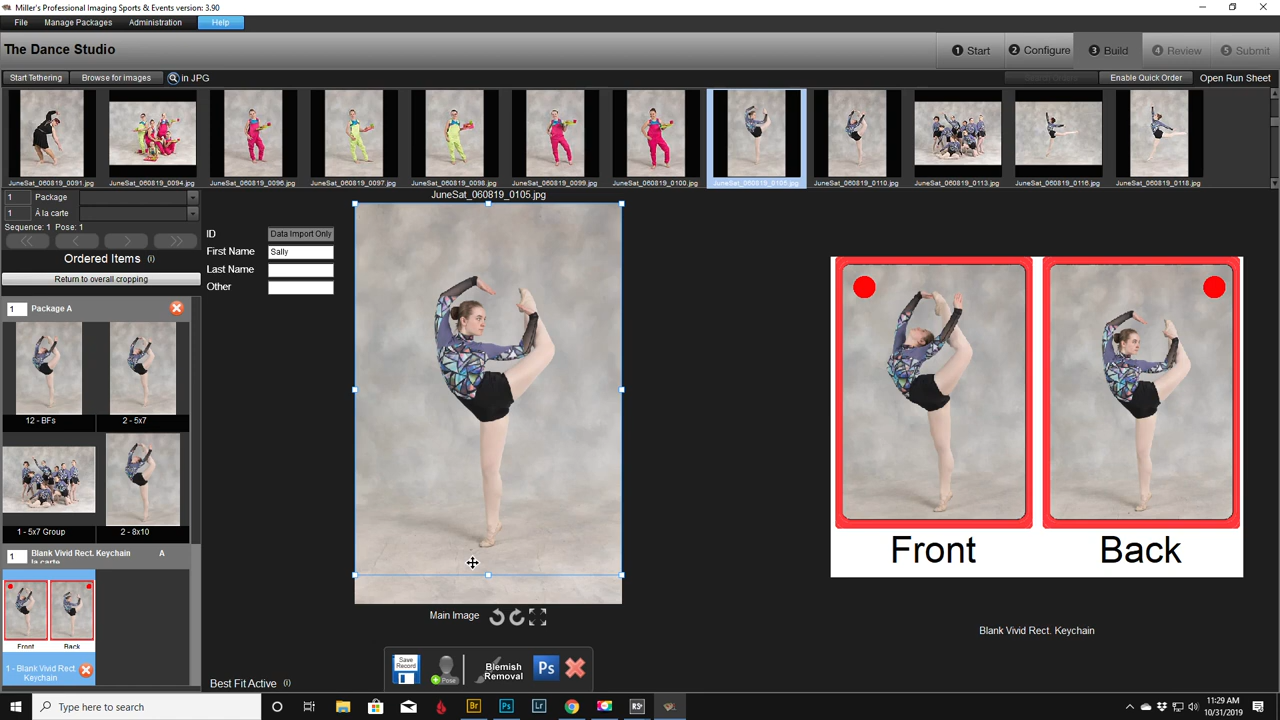 Miller's Professional Imaging Sports & Events version: 3.90
File Manage Packages Administration Help
The Dance Studio
1 Start 2 Configure 3 Build 4 Review 5 Submit
Start Tethering Browse for images in JPG Enable Quick Order Open Run Sheet
JuneSat_060819_0091.jpg JuneSat_060819_0094.jpg JuneSat_060819_0096.jpg JuneSat_060819_0097.jpg JuneSat_060819_0098.jpg JuneSat_060819_0099.jpg JuneSat_060819_0100.jpg JuneSat_060819_0105.jpg JuneSat_060819_0110.jpg JuneSat_060819_0113.jpg JuneSat_060819_0116.jpg JuneSat_060819_0118.jpg
1 Package
1 À la carte
Sequence: 1 Pose: 1
Ordered Items (i)
Return to overall cropping
1 Package A
12 - BFs 2 - 5x7
1 - 5x7 Group 2 - 8x10
1 Blank Vivid Rect. Keychain A
la carte
Front Back
1 - Blank Vivid Rect.
Keychain
JuneSat_060819_0105.jpg
ID Data Import Only
First Name Sally
Last Name
Other
Main Image
Save
Record
+Pose
Blemish
Removal
Ps
Best Fit Active (i)
Front Back
Blank Vivid Rect. Keychain
Type here to search
Br Ps Lr RS
11:29 AM
10/31/2019